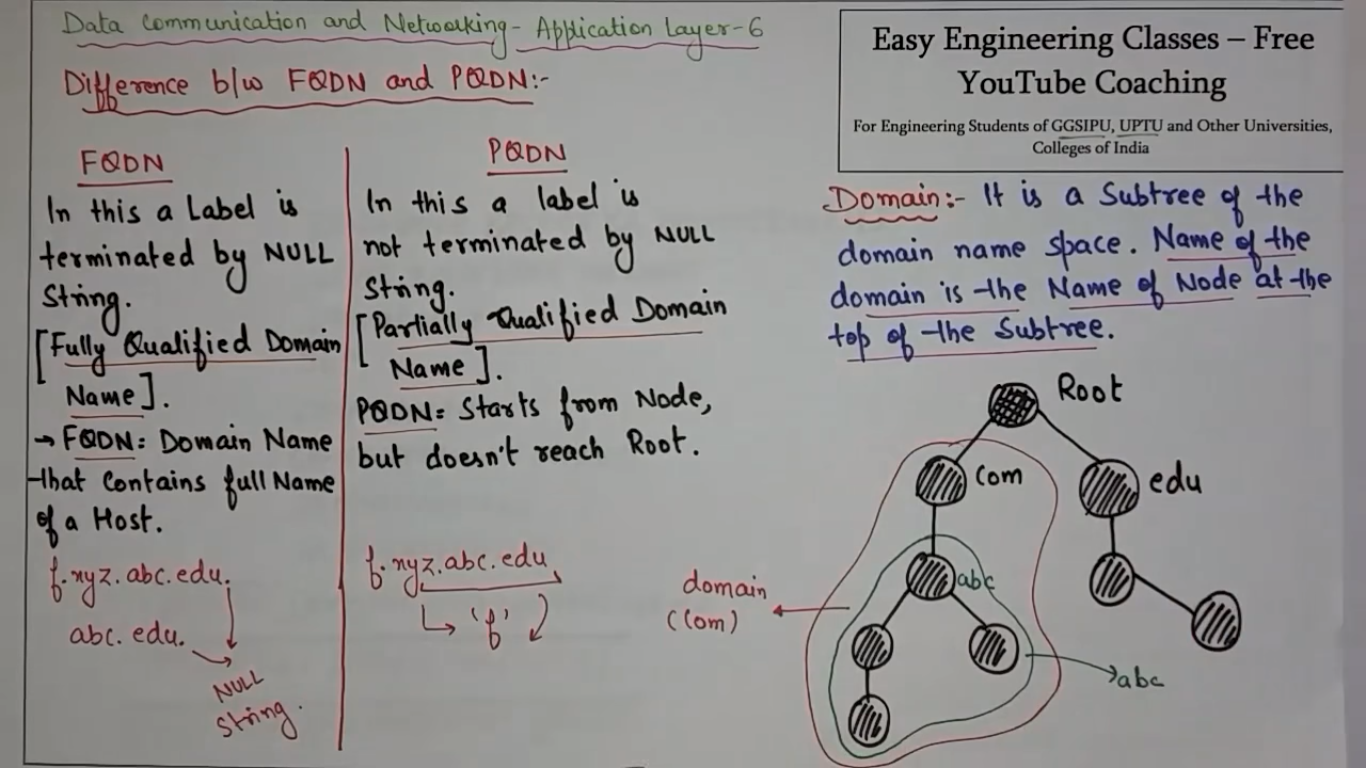 Data Communication and Networking - Application Layer-6
Difference b/w FQDN and PQDN:-
Easy Engineering Classes – Free
YouTube Coaching
For Engineering Students of GGSIPU, UPTU and Other Universities,
Colleges of India
FQDN
In this a Label is
terminated by NULL
String.
[Fully Qualified Domain
Name].
→ FQDN: Domain Name
that Contains full Name
of a Host.
f.xyz.abc.edu.
abc.edu.
NULL
String.
PQDN
In this a label is
not terminated by NULL
String.
[Partially Qualified Domain
Name].
PQDN: Starts from Node,
but doesn't reach Root.
f.xyz.abc.edu
'f'
Domain:- It is a Subtree of the
domain name space. Name of the
domain is the Name of Node at the
top of the Subtree.
Root
Com
edu
abc
domain
(Com)
abc